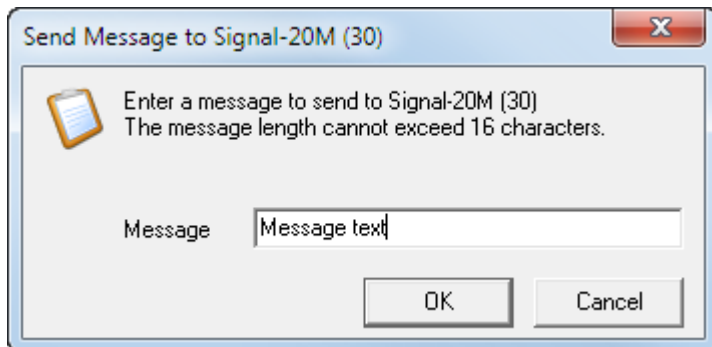 Send Message to Signal-20M (30)
Enter a message to send to Signal-20M (30)
The message length cannot exceed 16 characters.
Message Message text
OK Cancel